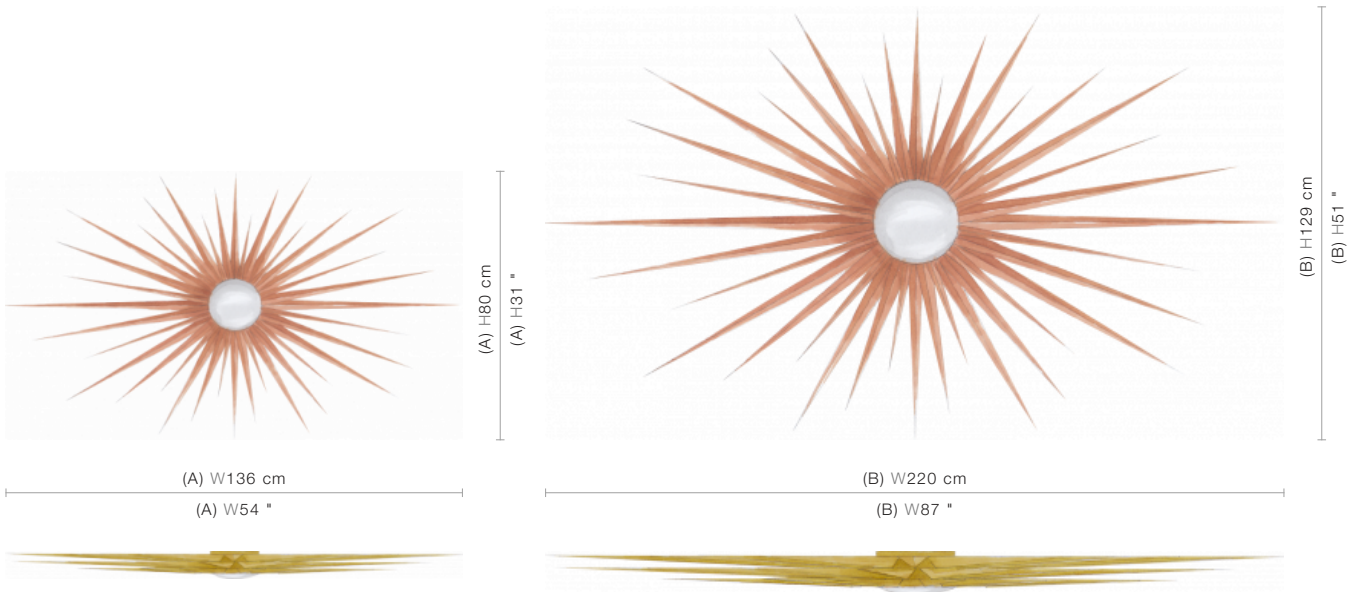 (A) H80 cm
(A) H31 "
(B) H129 cm
(B) H51 "
(A) W136 cm
(A) W54 "
(B) W220 cm
(B) W87 "